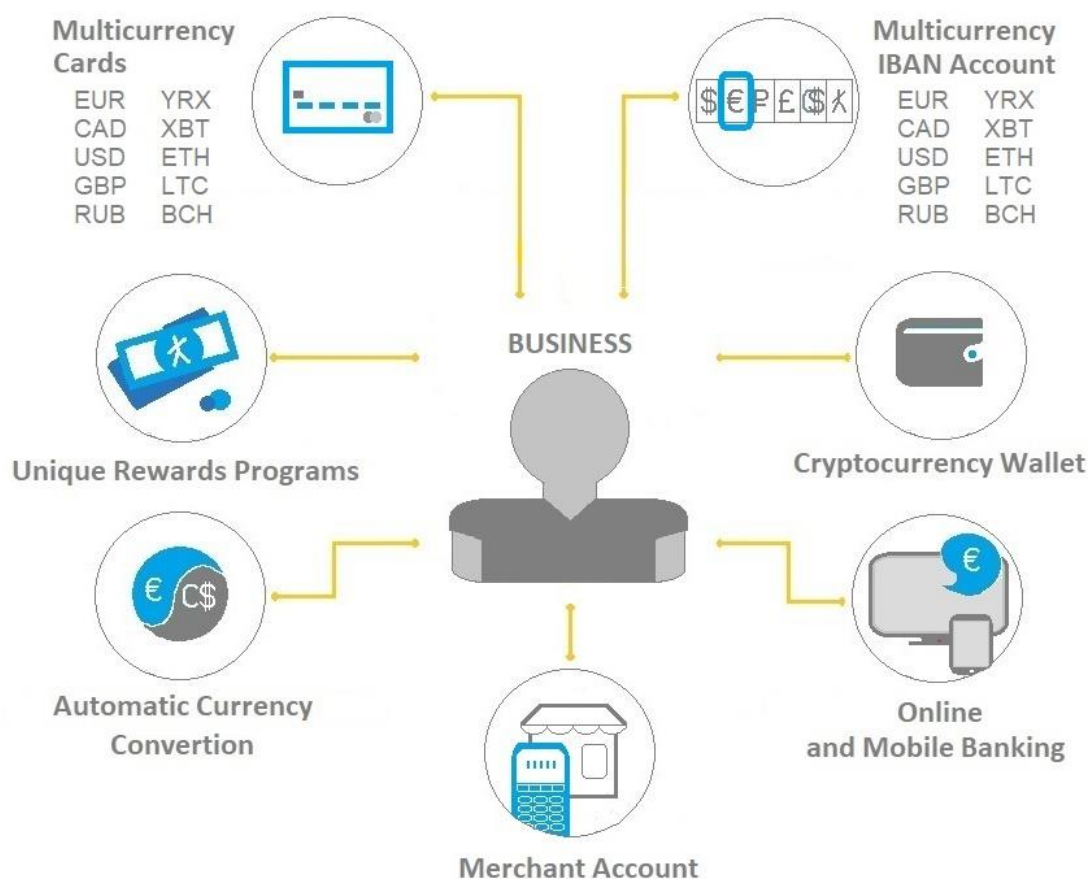 Multicurrency
Cards
EUR YRX
CAD XBT
USD ETH
GBP LTC
RUB BCH
Multicurrency
IBAN Account
EUR YRX
CAD XBT
USD ETH
GBP LTC
RUB BCH
$ € ₽ £ C$
BUSINESS
Unique Rewards Programs
Cryptocurrency Wallet
€ C$
€
Automatic Currency
Convertion
Online
and Mobile Banking
Merchant Account